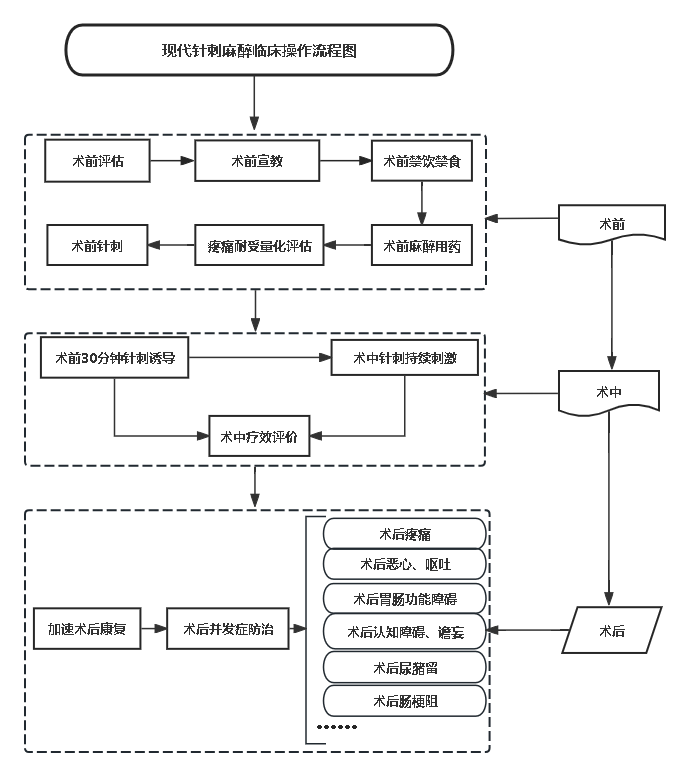 现代针刺麻醉临床操作流程图
术前评估
术前宣教
术前禁饮禁食
术前针刺
疼痛耐受量化评估
术前麻醉用药
术前
术前30分钟针刺诱导
术中针刺持续刺激
术中疗效评价
术中
加速术后康复
术后并发症防治
术后疼痛
术后恶心、呕吐
术后胃肠功能障碍
术后认知障碍、谵妄
术后尿猪留
术后肠梗阻
......
术后